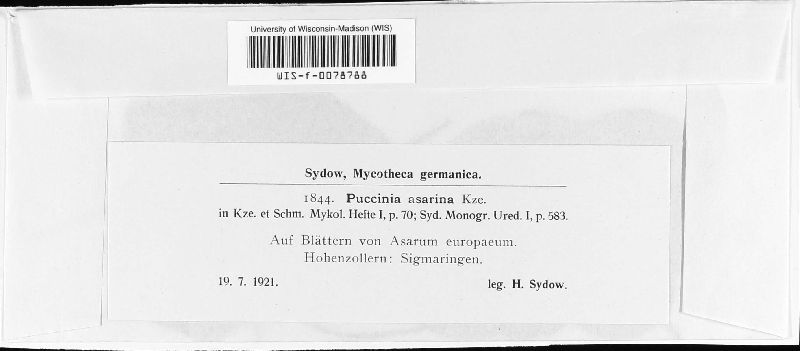 University of Wisconsin-Madison (WIS)
WIS-f-0078788
Sydow, Mycotheca germanica.
1844. Puccinia asarina Kze.
in Kze. et Schm. Mykol. Hefte I, p. 70; Syd. Monogr. Ured. I, p. 583.
Auf Blättern von Asarum europaeum.
Hohenzollern: Sigmaringen.
19. 7. 1921. leg. H. Sydow.